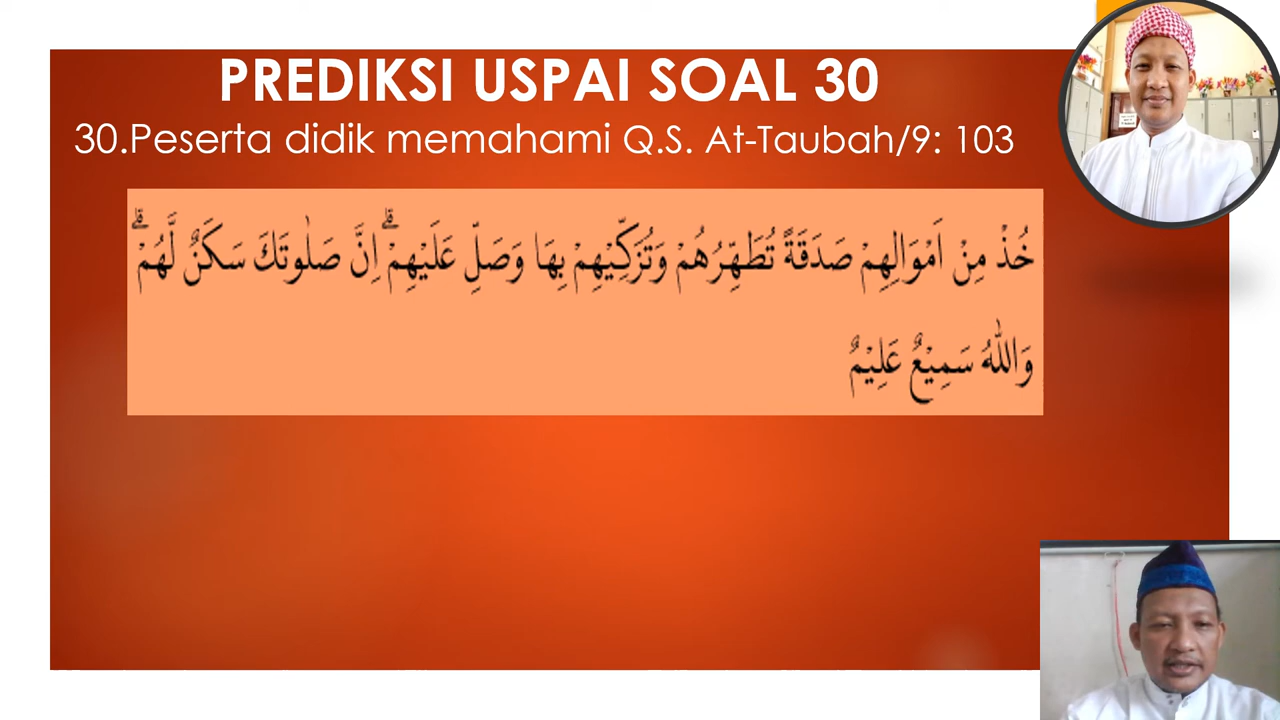 PREDIKSI USPAI SOAL 30
30.Peserta didik memahami Q.S. At-Taubah/9: 103
خُذْ مِنْ اَمْوَالِهِمْ صَدَقَةً تُطَهِّرُهُمْ وَتُزَكِّيْهِمْ بِهَا وَصَلِّ عَلَيْهِمْۗ اِنَّ صَلٰوتَكَ سَكَنٌ لَّهُمْۗ
وَاللّٰهُ سَمِيْعٌ عَلِيْمٌ